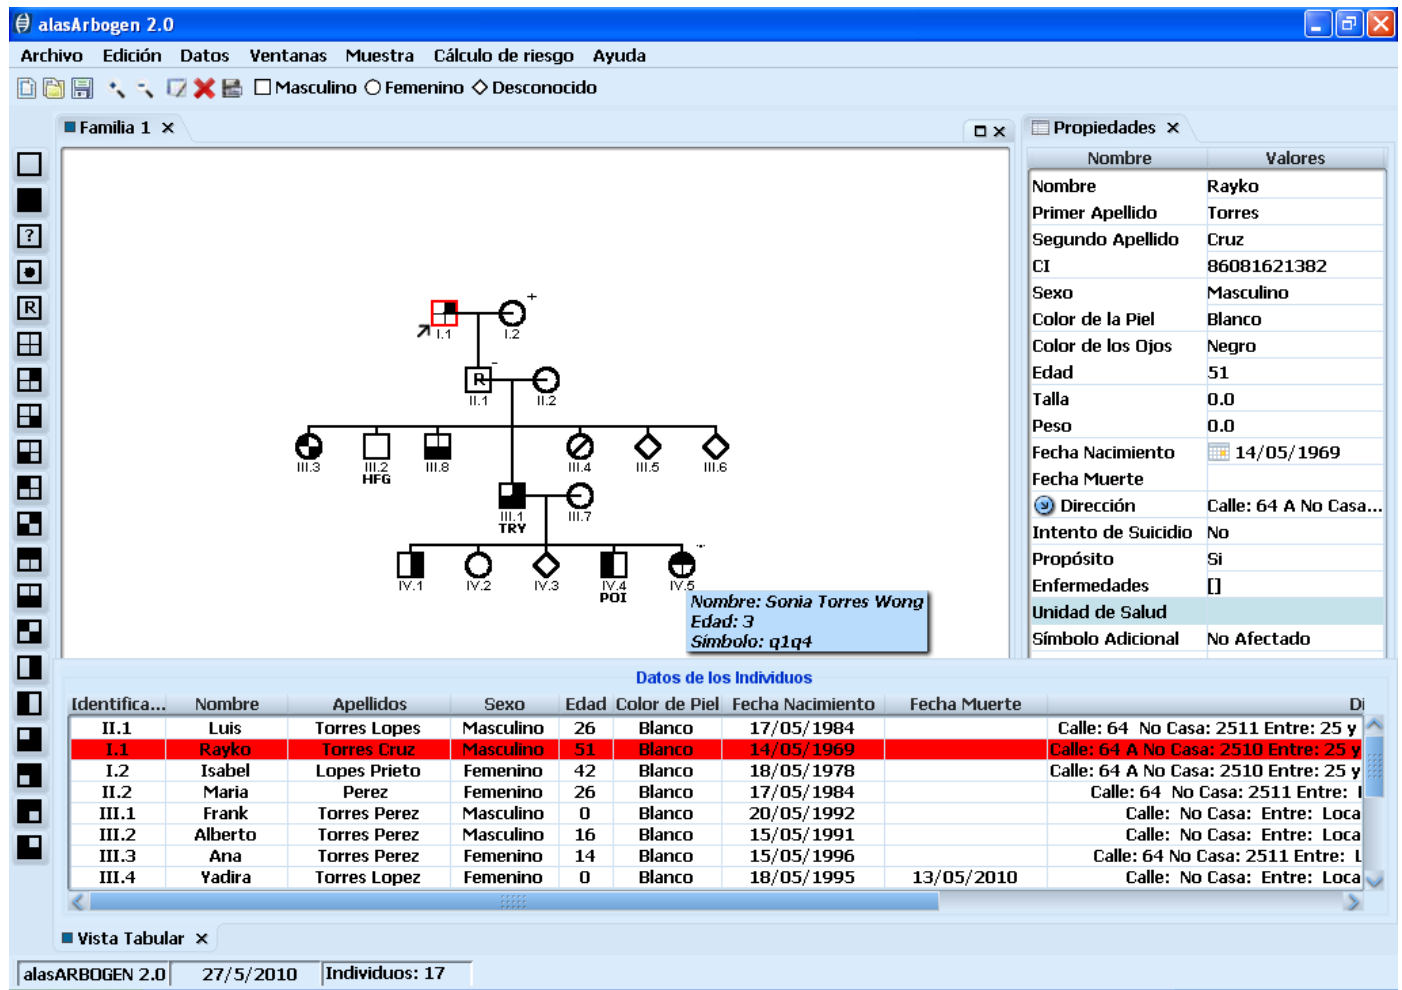 alasArbogen 2.0
Archivo Edición Datos Ventanas Muestra Cálculo de riesgo Ayuda
Masculino Femenino Desconocido
Familia 1
Propiedades
Nombre Valores
Nombre Rayko
Primer Apellido Torres
Segundo Apellido Cruz
CI 86081621382
Sexo Masculino
Color de la Piel Blanco
Color de los Ojos Negro
Edad 51
Talla 0.0
Peso 0.0
Fecha Nacimiento 14/05/1969
Fecha Muerte
Dirección Calle: 64 A No Casa...
Intento de Suicidio No
Propósito Si
Enfermedades []
Unidad de Salud
Símbolo Adicional No Afectado
?
R
+
I.1 I.2
R -
II.1 II.2
III.3 III.2 III.8 III.4 III.5 III.6
HFG
III.1 III.7
TRY
IV.1 IV.2 IV.3 IV.4 IV.5
POI
Nombre: Sonia Torres Wong
Edad: 3
Símbolo: q1q4
Datos de los Individuos
Identifica... Nombre Apellidos Sexo Edad Color de Piel Fecha Nacimiento Fecha Muerte Di
II.1 Luis Torres Lopes Masculino 26 Blanco 17/05/1984 Calle: 64 No Casa: 2511 Entre: 25 y
I.1 Rayko Torres Cruz Masculino 51 Blanco 14/05/1969 Calle: 64 A No Casa: 2510 Entre: 25 y
I.2 Isabel Lopes Prieto Femenino 42 Blanco 18/05/1978 Calle: 64 A No Casa: 2510 Entre: 25 y
II.2 Maria Perez Femenino 26 Blanco 17/05/1984 Calle: 64 No Casa: 2511 Entre:
III.1 Frank Torres Perez Masculino 0 Blanco 20/05/1992 Calle: No Casa: Entre: Loca
III.2 Alberto Torres Perez Masculino 16 Blanco 15/05/1991 Calle: No Casa: Entre: Loca
III.3 Ana Torres Perez Femenino 14 Blanco 15/05/1996 Calle: 64 No Casa: 2511 Entre: L
III.4 Yadira Torres Lopez Femenino 0 Blanco 18/05/1995 13/05/2010 Calle: No Casa: Entre: Loca
Vista Tabular
alasARBOGEN 2.0 27/5/2010 Individuos: 17